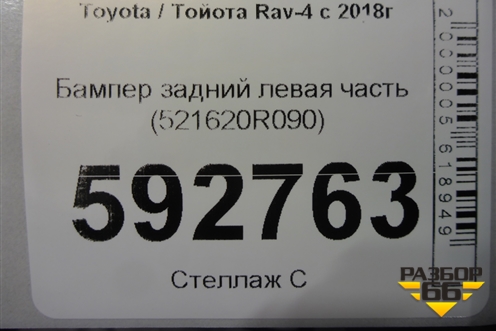 Toyota / Тойота Rav-4 с 2018г
Бампер задний левая часть
(521620R090)
592763
Стеллаж С
2000005618949
РАЗБОР
66